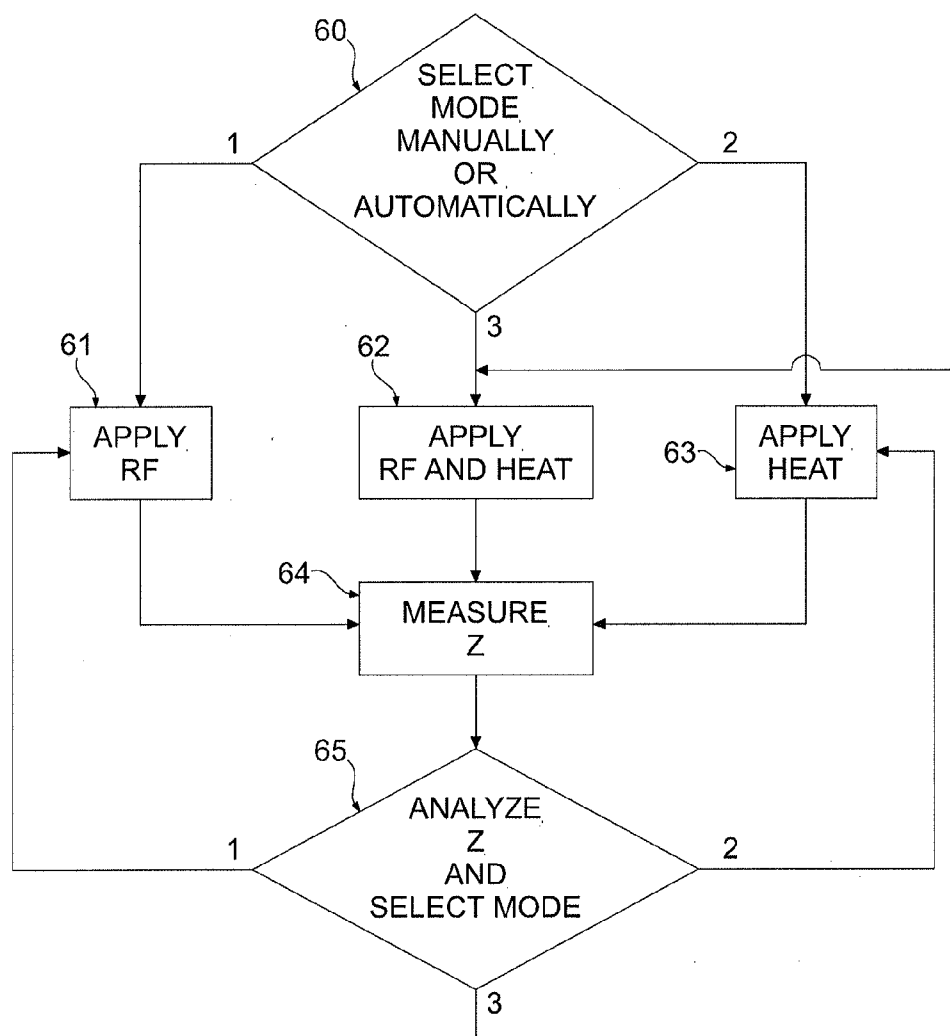 60
SELECT
MODE
MANUALLY
OR
AUTOMATICALLY
1
2
3
61
APPLY
RF
62
APPLY
RF AND HEAT
63
APPLY
HEAT
64
MEASURE
Z
65
ANALYZE
Z
AND
SELECT MODE
1
2
3